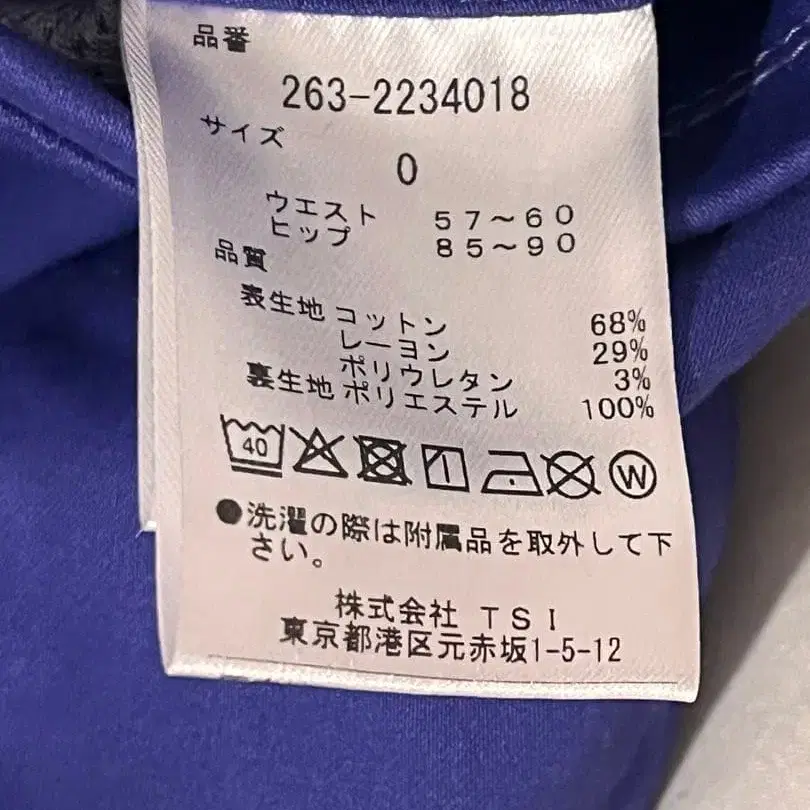 品番
263-2234018
サイズ
0
ウエスト 57～60
ヒップ 85～90
品質
表生地 コットン 68%
レーヨン 29%
ポリウレタン 3%
裏生地 ポリエステル 100%
40 W
●洗濯の際は附属品を取外して下
さい。
株式会社 TSI
東京都港区元赤坂1-5-12